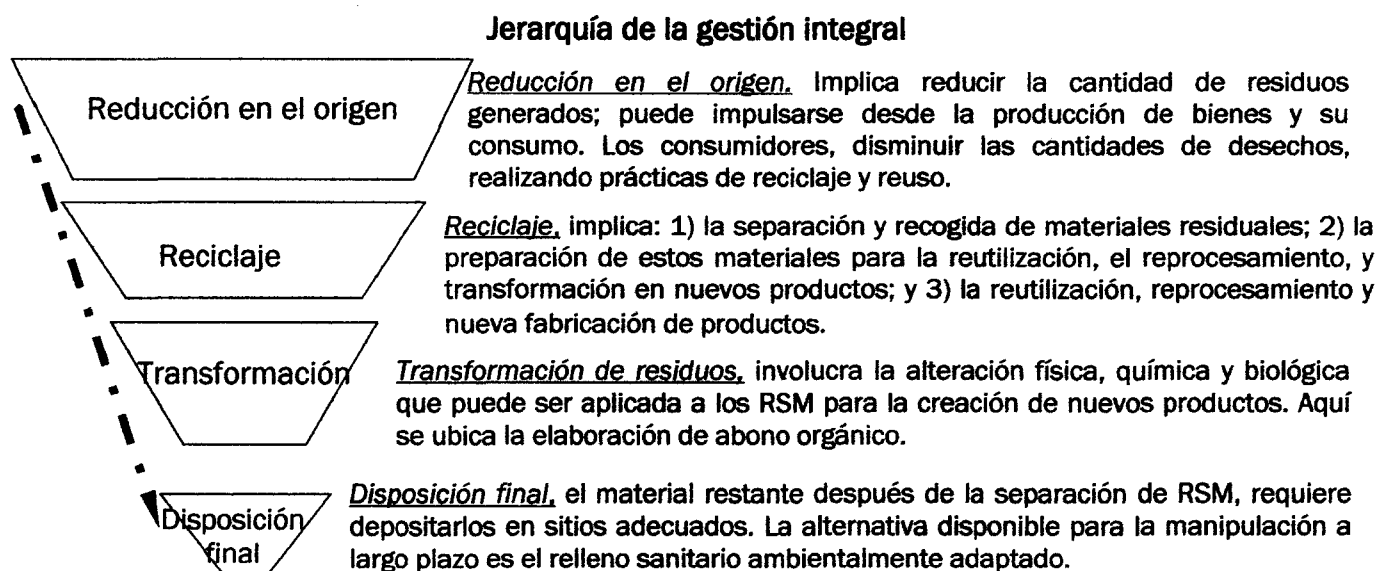 Jerarquía de la gestión integral
Reducción en el origen
Reducción en el origen. Implica reducir la cantidad de residuos
generados; puede impulsarse desde la producción de bienes y su
consumo. Los consumidores, disminuir las cantidades de desechos,
realizando prácticas de reciclaje y reuso.
Reciclaje
Reciclaje, implica: 1) la separación y recogida de materiales residuales; 2) la
preparación de estos materiales para la reutilización, el reprocesamiento, y
transformación en nuevos productos; y 3) la reutilización, reprocesamiento y
nueva fabricación de productos.
Transformación
Transformación de residuos, involucra la alteración física, química y biológica
que puede ser aplicada a los RSM para la creación de nuevos productos. Aquí
se ubica la elaboración de abono orgánico.
Disposición
final
Disposición final, el material restante después de la separación de RSM, requiere
depositarlos en sitios adecuados. La alternativa disponible para la manipulación a
largo plazo es el relleno sanitario ambientalmente adaptado.